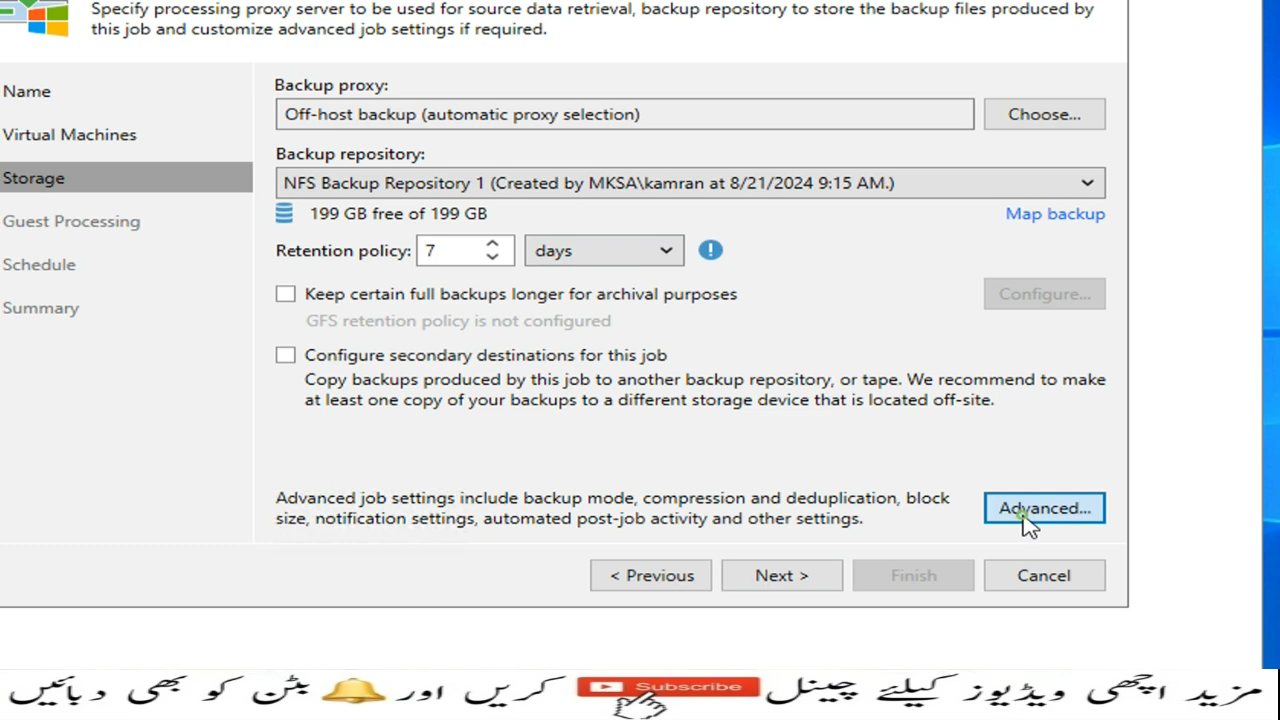 Specify processing proxy server to be used for source data retrieval, backup repository to store the backup files produced by
this job and customize advanced job settings if required.
Name
Virtual Machines
Storage
Guest Processing
Schedule
Summary
Backup proxy:
Off-host backup (automatic proxy selection)
Choose...
Backup repository:
NFS Backup Repository 1 (Created by MKSA\kamran at 8/21/2024 9:15 AM.)
199 GB free of 199 GB
Map backup
Retention policy: 7 days
Keep certain full backups longer for archival purposes
Configure...
GFS retention policy is not configured
Configure secondary destinations for this job
Copy backups produced by this job to another backup repository, or tape. We recommend to make
at least one copy of your backups to a different storage device that is located off-site.
Advanced job settings include backup mode, compression and deduplication, block
size, notification settings, automated post-job activity and other settings.
Advanced...
< Previous Next > Finish Cancel
مزید اچھی ویڈیوز کیلئے چینل Subscribe کریں اور بٹن کو بھی دبائیں